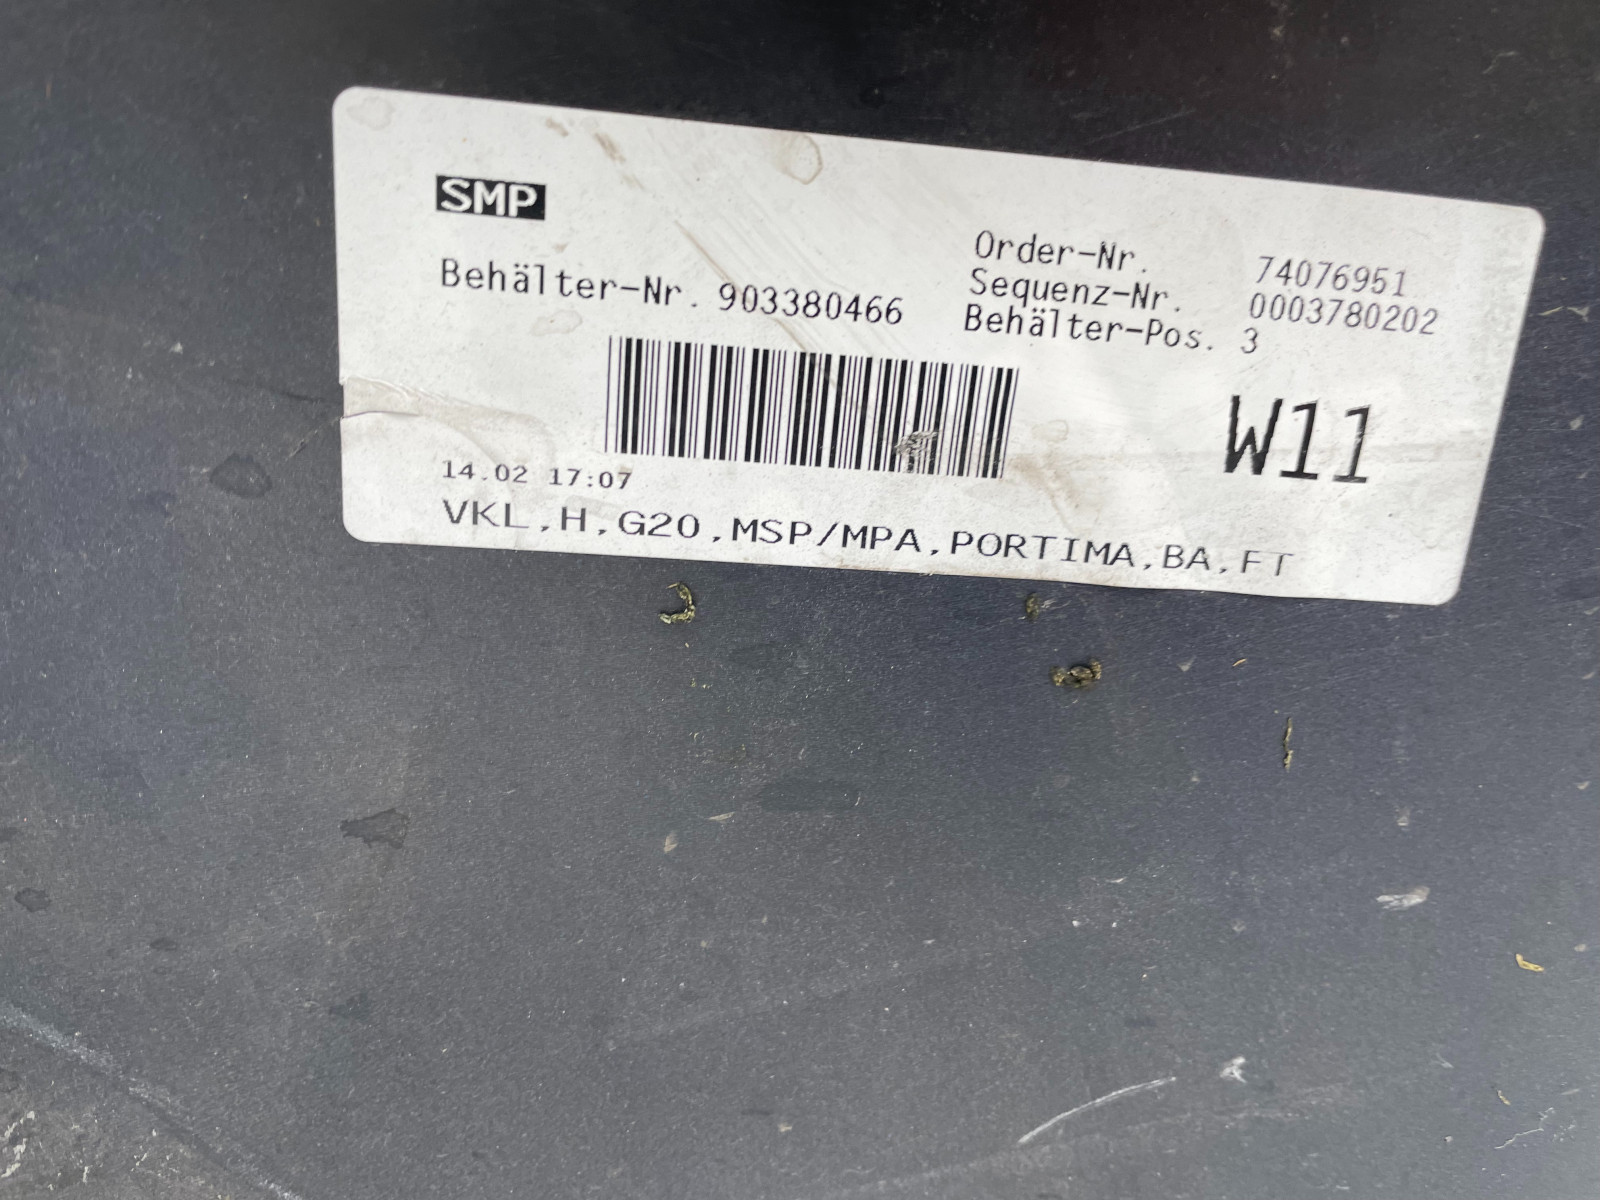 SMP
Behälter-Nr. 903380466
Order-Nr. 74076951
Sequenz-Nr. 0003780202
Behälter-Pos. 3
W11
14.02 17:07
VKL,H,G20,MSP/MPA,PORTIMA,BA,FT